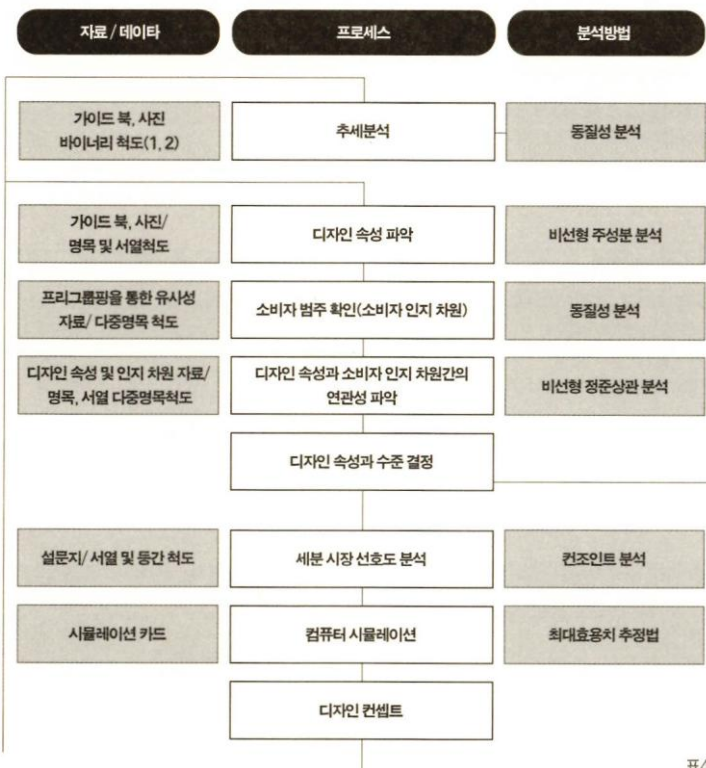 자료 / 데이타
프로세스
분석방법
가이드 북, 사진
바이너리 척도(1, 2)
추세분석
동질성 분석
가이드 북, 사진/
명목 및 서열척도
디자인 속성 파악
비선형 주성분 분석
프리그룹핑을 통한 유사성
자료/ 다중명목 척도
소비자 범주 확인(소비자 인지 차원)
동질성 분석
디자인 속성 및 인지 차원 자료/
명목, 서열 다중명목척도
디자인 속성과 소비자 인지 차원간의
연관성 파악
비선형 정준상관 분석
디자인 속성과 수준 결정
설문지/ 서열 및 등간 척도
세분 시장 선호도 분석
컨조인트 분석
시뮬레이션 카드
컴퓨터 시뮬레이션
최대효용치 추정법
디자인 컨셉트